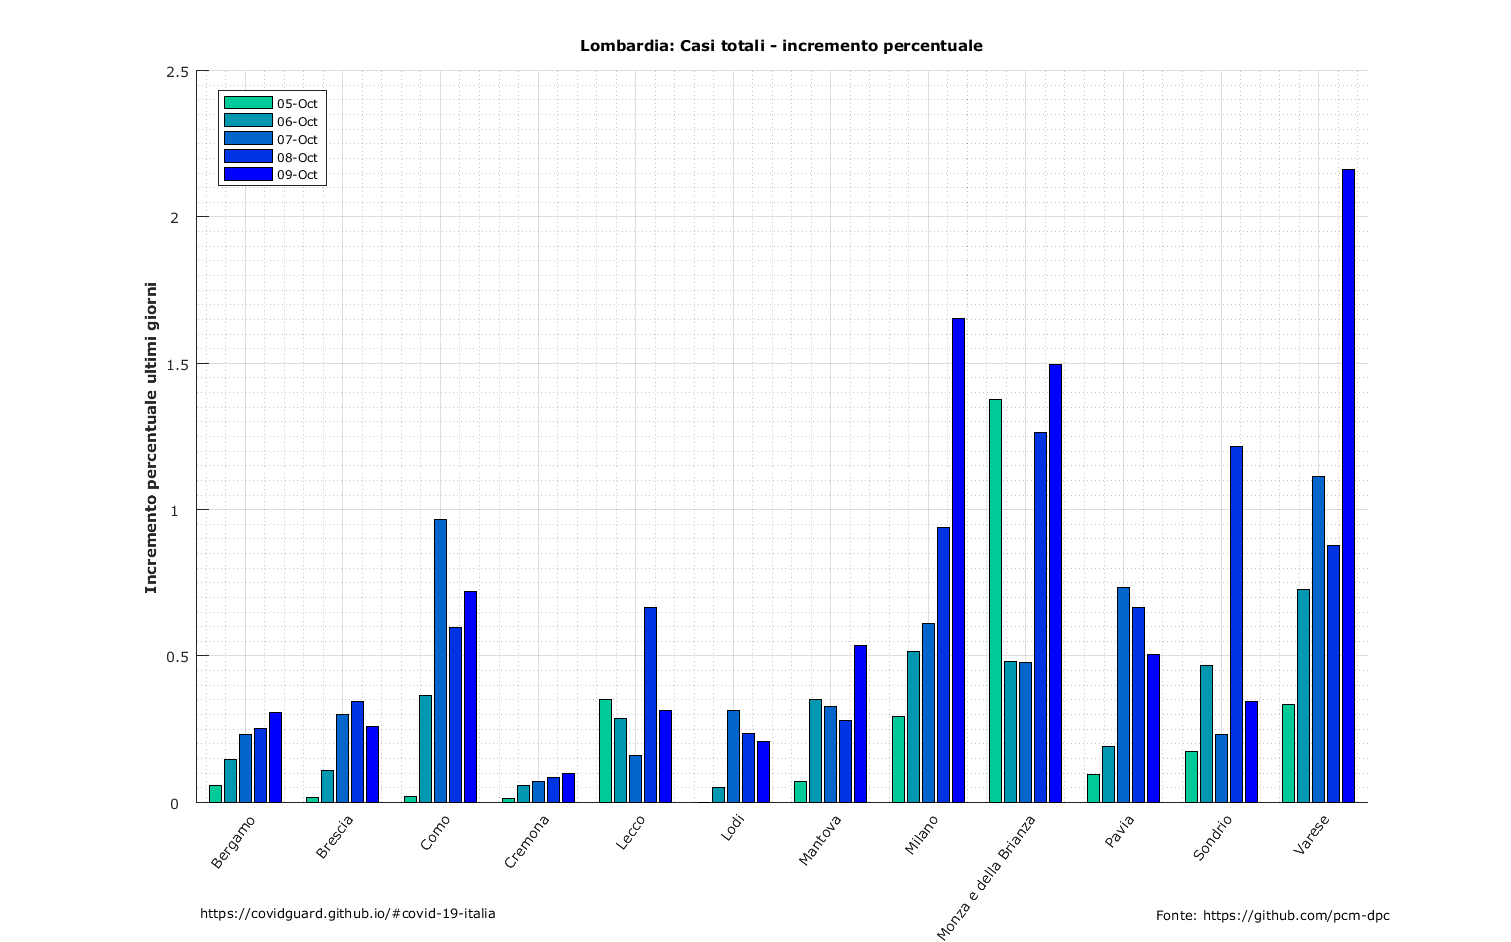 Lombardia: Casi totali - incremento percentuale
2.5
2
1.5
1
0.5
0
Incremento percentuale ultimi giorni
05-Oct
06-Oct
07-Oct
08-Oct
09-Oct
Bergamo
Brescia
Como
Cremona
Lecco
Lodi
Mantova
Milano
Monza e della Brianza
Pavia
Sondrio
Varese
https://covidguard.github.io/#covid-19-italia
Fonte: https://github.com/pcm-dpc